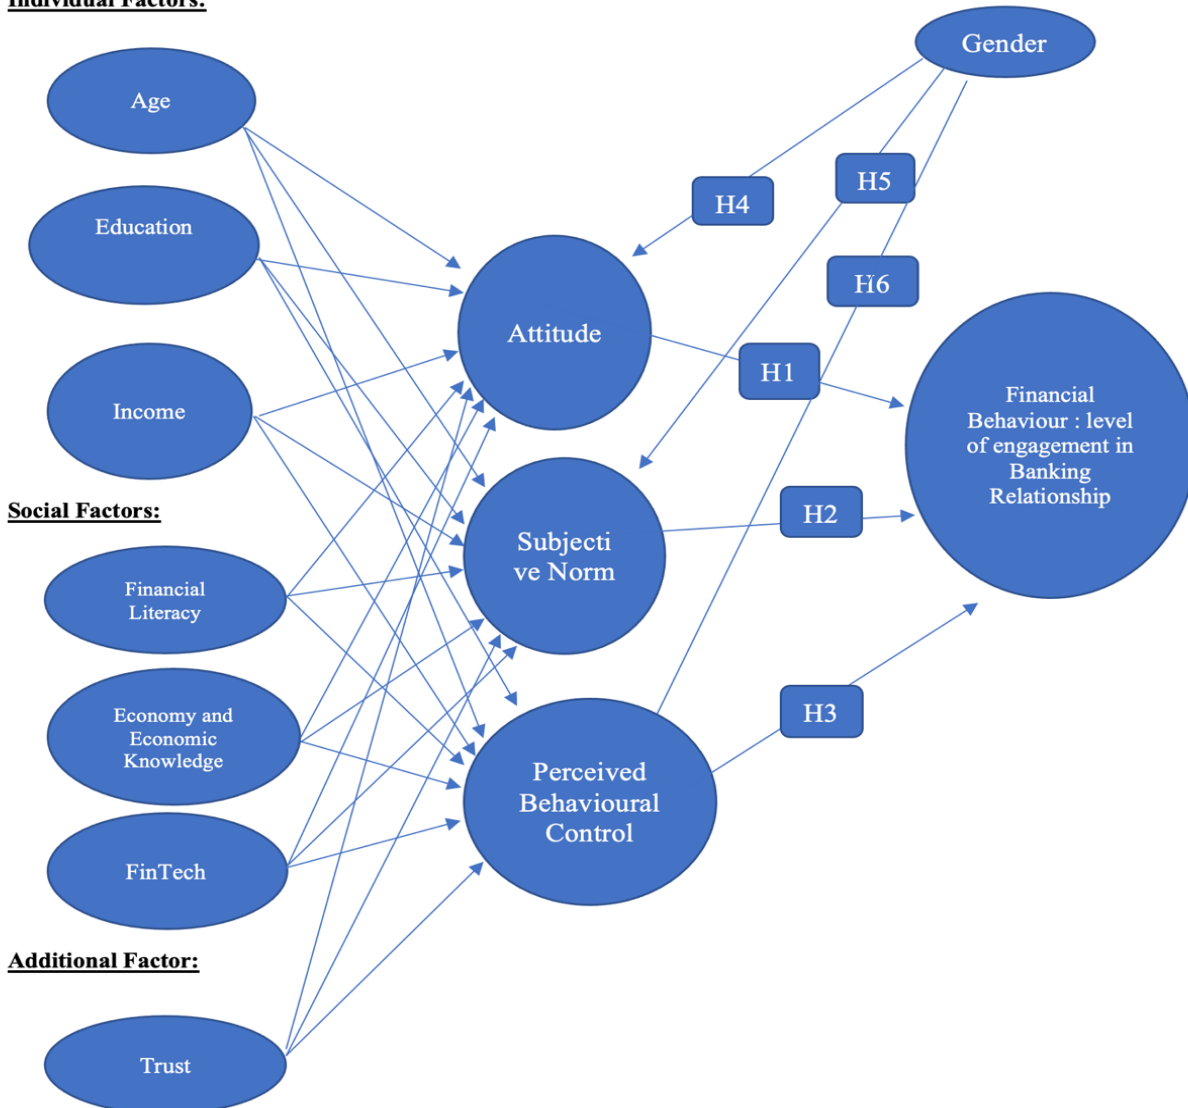 Individual Factors:
Gender
Age
H5
H4
Education
H6
Attitude
H1
Income
Financial
Behaviour : level
of engagement in
Banking
Relationship
Social Factors:
H2
Subjecti
ve Norm
Financial
Literacy
H3
Economy and
Economic
Knowledge
Perceived
Behavioural
Control
FinTech
Additional Factor:
Trust